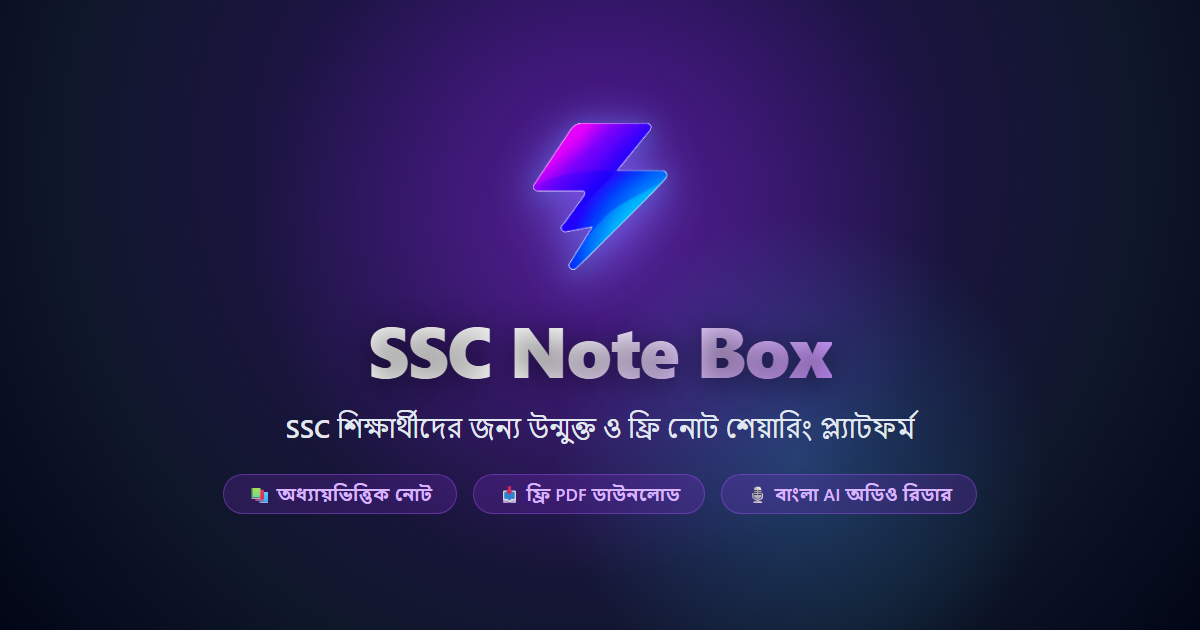 SSC Note Box
SSC শিক্ষার্থীদের জন্য উন্মুক্ত ও ফ্রি নোট শেয়ারিং প্ল্যাটফর্ম
অধ্যায়ভিত্তিক নোট
ফ্রি PDF ডাউনলোড
বাংলা AI অডিও রিডার